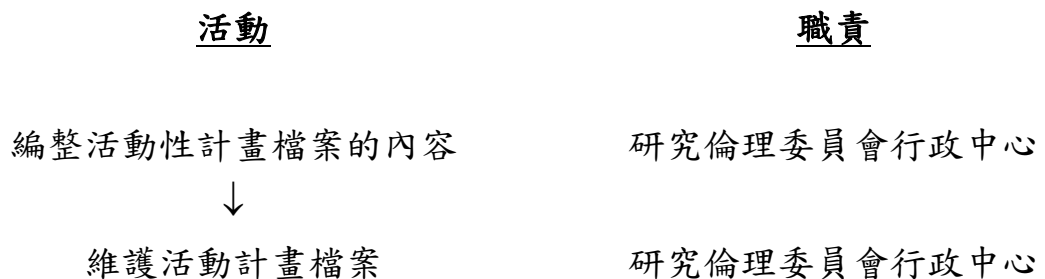 活動 職責
編整活動性計畫檔案的內容 研究倫理委員會行政中心
↓
維護活動計畫檔案 研究倫理委員會行政中心